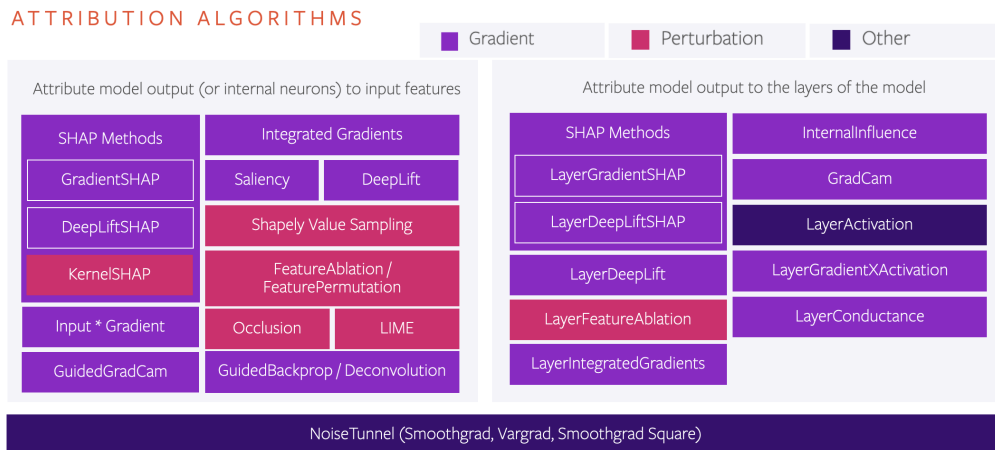 ATTRIBUTION ALGORITHMS
Gradient
Perturbation
Other
Attribute model output (or internal neurons) to input features
SHAP Methods
GradientSHAP
DeepLiftSHAP
KernelSHAP
Input * Gradient
GuidedGradCam
Integrated Gradients
Saliency
DeepLift
Shapely Value Sampling
FeatureAblation /
FeaturePermutation
Occlusion
LIME
GuidedBackprop / Deconvolution
Attribute model output to the layers of the model
SHAP Methods
LayerGradientSHAP
LayerDeepLiftSHAP
LayerDeepLift
LayerFeatureAblation
LayerIntegratedGradients
InternalInfluence
GradCam
LayerActivation
LayerGradientXActivation
LayerConductance
NoiseTunnel (Smoothgrad, Vargrad, Smoothgrad Square)